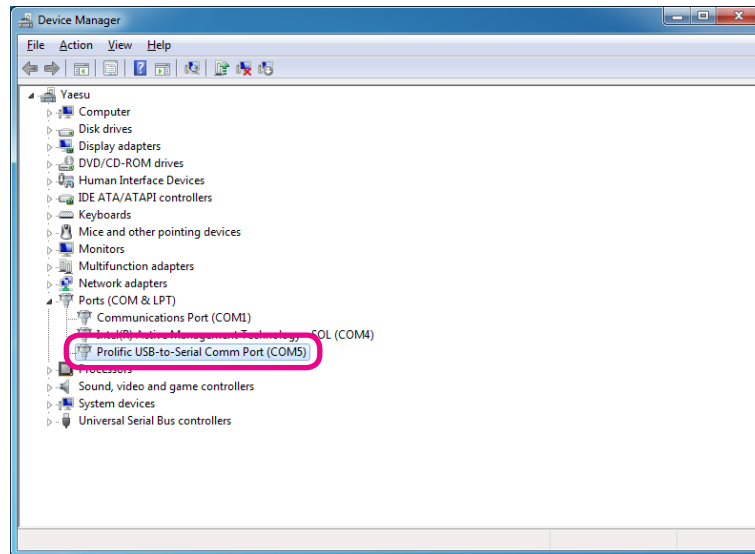 Device Manager
File Action View Help
Yaesu
Computer
Disk drives
Display adapters
DVD/CD-ROM drives
Human Interface Devices
IDE ATA/ATAPI controllers
Keyboards
Mice and other pointing devices
Monitors
Multifunction adapters
Network adapters
Ports (COM & LPT)
Communications Port (COM1)
Intel(R) Active Management Technology - SOL (COM4)
Prolific USB-to-Serial Comm Port (COM5)
Processors
Sound, video and game controllers
System devices
Universal Serial Bus controllers